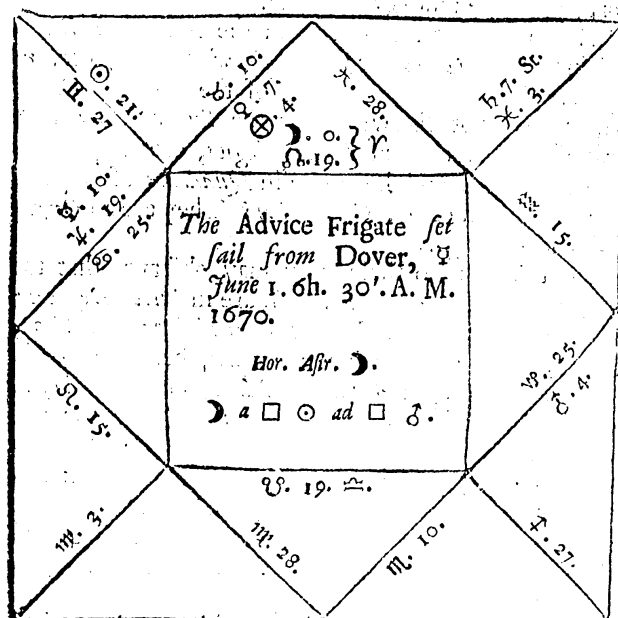 ☉. 21.
♊. 27
♉. 10.
♀. 7.
⊗. 4.
♓. 28.
☽. 0. } ♈
☊. 19.
♄. 7. St.
♓. 3.
☿. 10.
♃. 19.
♋. 25.
♒. 15.
The Advice Frigate ſet
ſail from Dover, ☿
June 1. 6h. 30'. A. M.
1670.
Hor. Aſtr. ☽.
☽ a □ ☉ ad □ ♂.
♑. 25.
♂. 4.
♌. 15.
☋. 19. ♎.
♍. 3.
♍. 28.
♏. 10.
♐. 27.